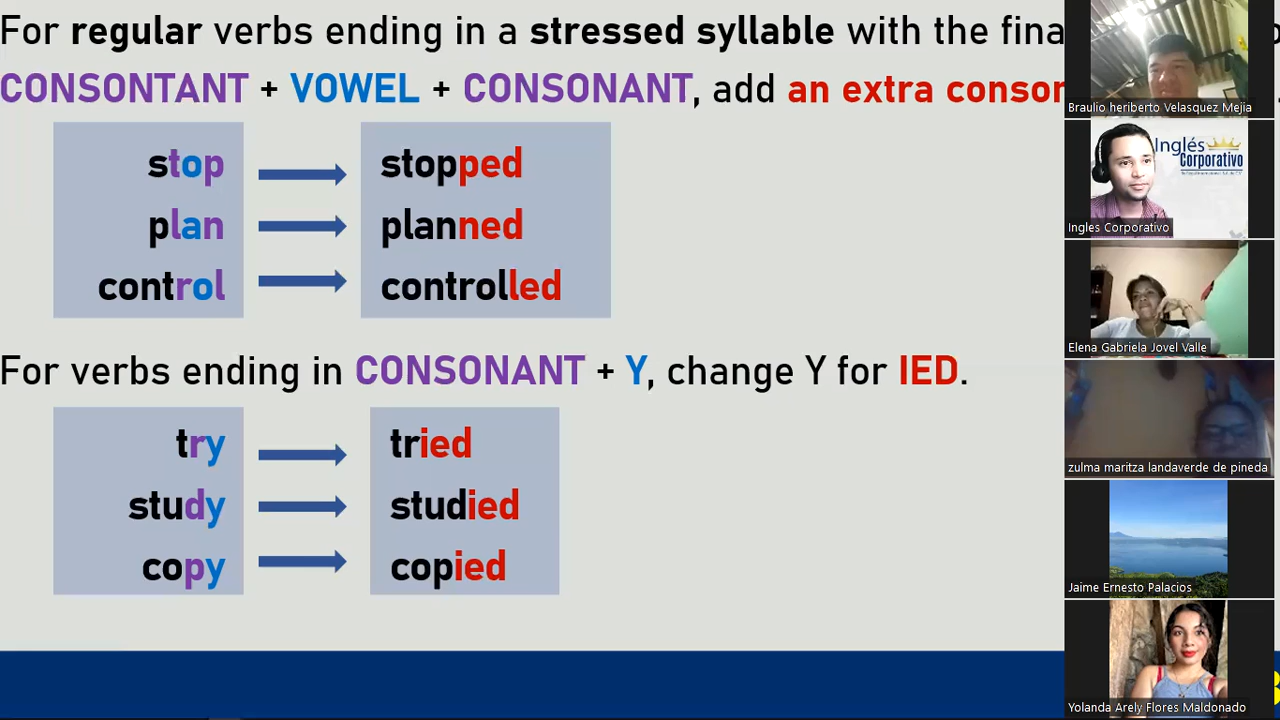 For regular verbs ending in a stressed syllable with the
CONSONTANT + VOWEL + CONSONANT, add an extra
stop
stopped
plan
planned
control
controlled
For verbs ending in CONSONANT + Y, change Y for IED.
try
tried
study
studied
copy
copied
Braulio heriberto Velasquez Mejia
Inglés
Corporativo
Ingles Corporativo
Elena Gabriela Jovel Valle
zulma maritza landaverde de pineda
Jaime Ernesto Palacios
Yolanda Arely Flores Maldonado